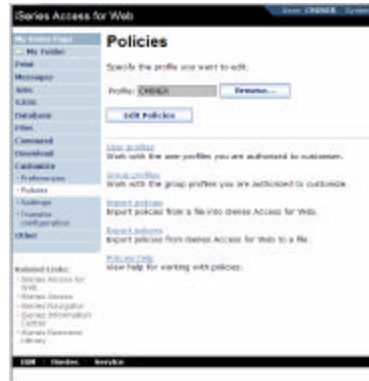 iSeries Access for Web
User: CMINER System
My Home Page
My Folder
Print
Messages
Jobs
5250
Database
Files
Command
Download
Customize
- Preferences
- Policies
- Settings
- Transfer configuration
Other
Related Links:
- iSeries Access for Web
- iSeries Access
- iSeries Navigator
- iSeries Information Center
- iSeries Resource Library
Policies
Specify the profile you want to edit.
Profile: CMINER Browse...
Edit Policies
User profiles
Work with the user profiles you are authorized to customize.
Group profiles
Work with the group profiles you are authorized to customize.
Import policies
Import policies from a file into iSeries Access for Web.
Export policies
Export policies from iSeries Access for Web to a file.
Policies help
View help for working with policies.
IBM | iSeries | Service